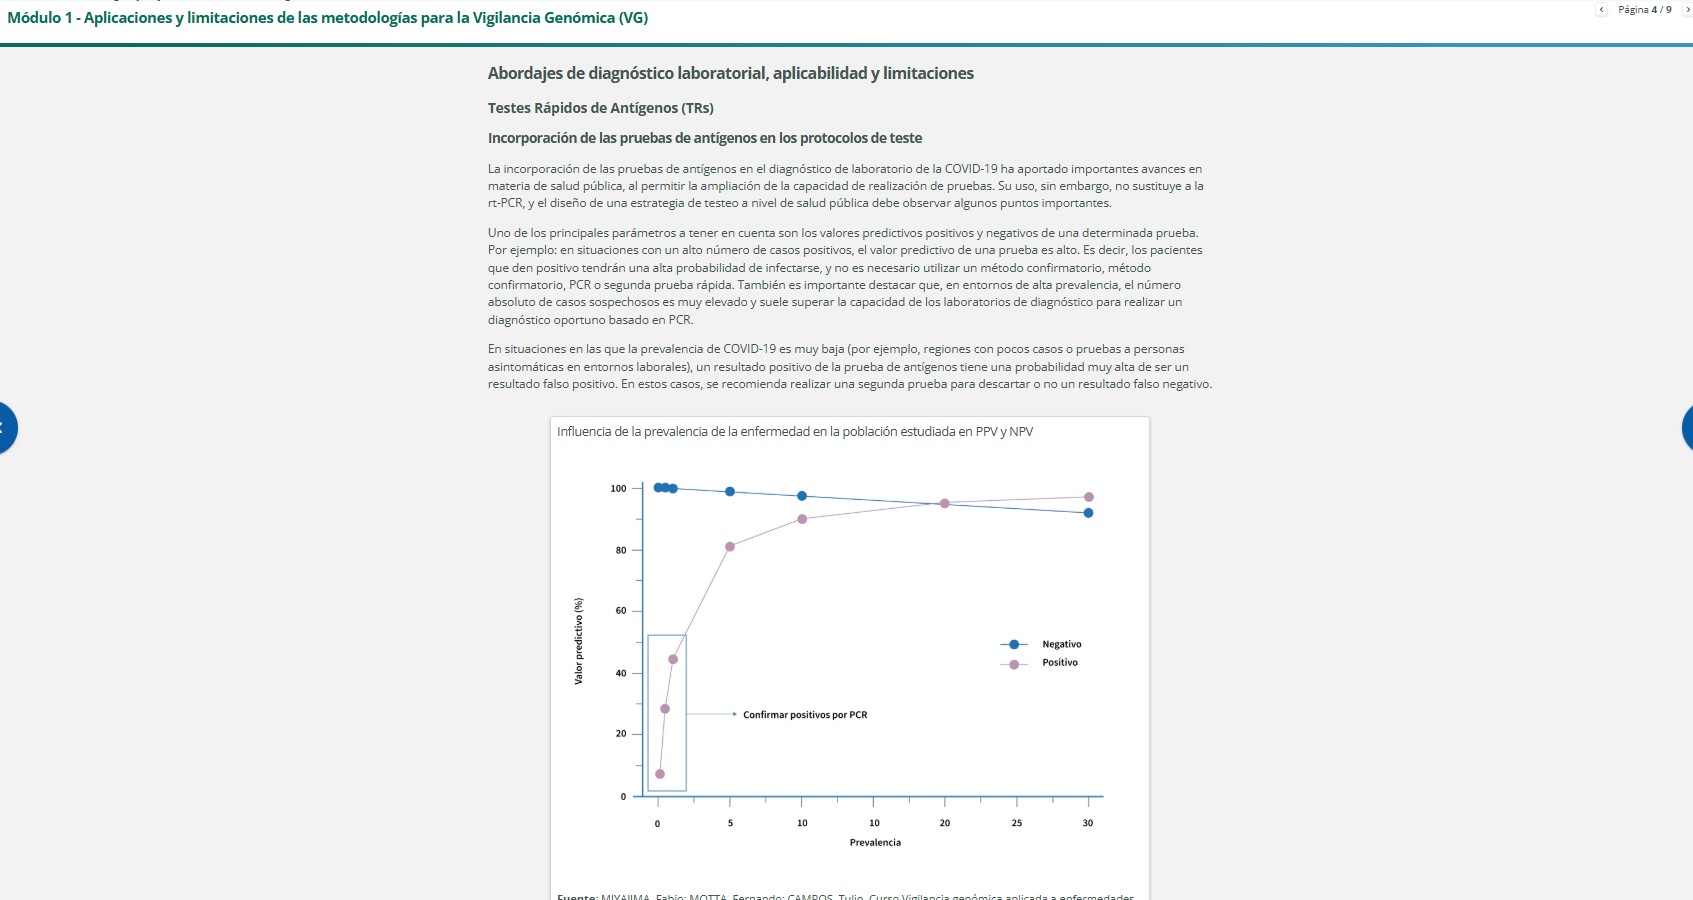 Módulo 1 - Aplicaciones y limitaciones de las metodologías para la Vigilancia Genómica (VG)
Página 4 / 9
Abordajes de diagnóstico laboratorial, aplicabilidad y limitaciones
Testes Rápidos de Antígenos (TRs)
Incorporación de las pruebas de antígenos en los protocolos de teste
La incorporación de las pruebas de antígenos en el diagnóstico de laboratorio de la COVID-19 ha aportado importantes avances en
materia de salud pública, al permitir la ampliación de la capacidad de realización de pruebas. Su uso, sin embargo, no sustituye a la
rt-PCR, y el diseño de una estrategia de testeo a nivel de salud pública debe observar algunos puntos importantes.
Uno de los principales parámetros a tener en cuenta son los valores predictivos positivos y negativos de una determinada prueba.
Por ejemplo: en situaciones con un alto número de casos positivos, el valor predictivo de una prueba es alto. Es decir, los pacientes
que den positivo tendrán una alta probabilidad de infectarse, y no es necesario utilizar un método confirmatorio, método
confirmatorio, PCR o segunda prueba rápida. También es importante destacar que, en entornos de alta prevalencia, el número
absoluto de casos sospechosos es muy elevado y suele superar la capacidad de los laboratorios de diagnóstico para realizar un
diagnóstico oportuno basado en PCR.
En situaciones en las que la prevalencia de COVID-19 es muy baja (por ejemplo, regiones con pocos casos o pruebas a personas
asintomáticas en entornos laborales), un resultado positivo de la prueba de antígenos tiene una probabilidad muy alta de ser un
resultado falso positivo. En estos casos, se recomienda realizar una segunda prueba para descartar o no un resultado falso negativo.
Influencia de la prevalencia de la enfermedad en la población estudiada en PPV y NPV
100
80
60
40
20
0
Valor predictivo (%)
Negativo
Positivo
Confirmar positivos por PCR
0 5 10 10 20 25 30
Prevalencia
Fuente: MIYAJIMA, Fabio; MOTTA, Fernando; CAMPOS, Tulio. Curso Vigilancia genómica aplicada a enfermedades